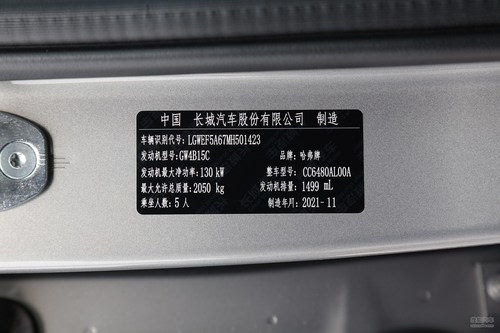 中国 长城汽车股份有限公司 制造
车辆识别代号: LGWEF5A67MH501423
发动机型号: GW4B15C 品牌: 哈弗牌
发动机最大净功率: 130 kW 整车型号: CC6480AL00A
最大允许总质量: 2050 kg 发动机排量: 1499 mL
乘坐人数: 5 人 制造年月: 2021-11